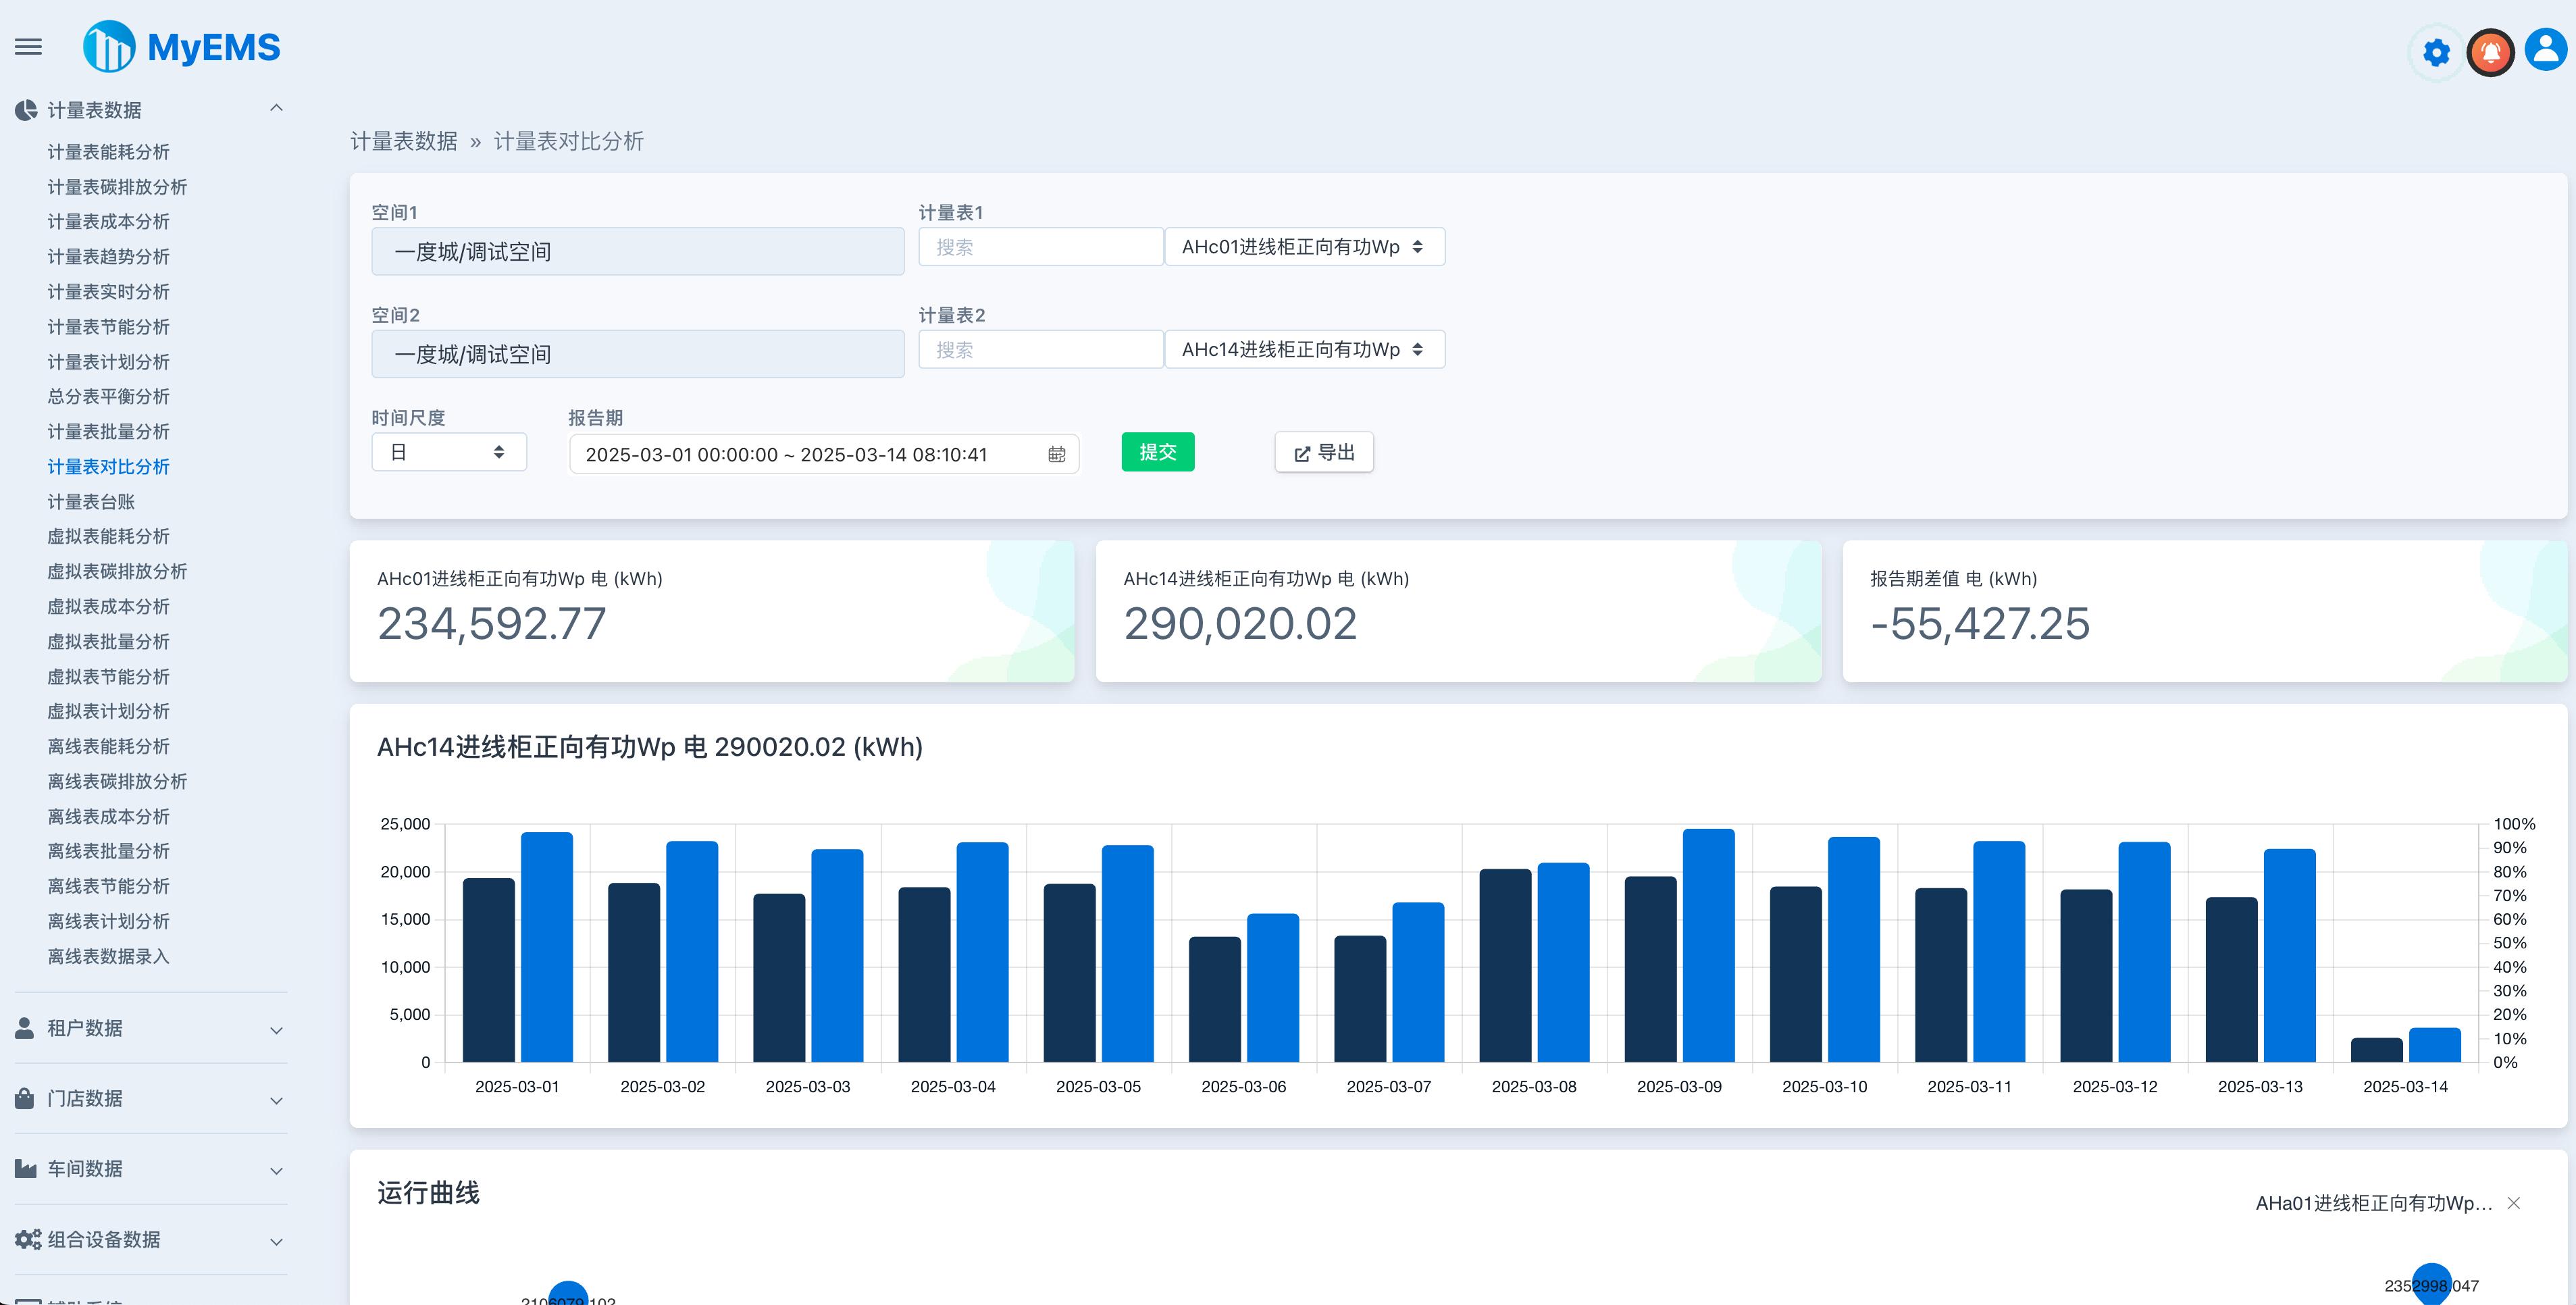 MyEMS
计量表数据
计量表能耗分析
计量表碳排放分析
计量表成本分析
计量表趋势分析
计量表实时分析
计量表节能分析
计量表计划分析
总分表平衡分析
计量表批量分析
计量表对比分析
计量表台账
虚拟表能耗分析
虚拟表碳排放分析
虚拟表成本分析
虚拟表批量分析
虚拟表节能分析
虚拟表计划分析
离线表能耗分析
离线表碳排放分析
离线表成本分析
离线表批量分析
离线表节能分析
离线表计划分析
离线表数据录入
租户数据
门店数据
车间数据
组合设备数据
计量表数据 » 计量表对比分析
空间1 计量表1
一度城/调试空间 搜索 AHc01进线柜正向有功Wp
空间2 计量表2
一度城/调试空间 搜索 AHc14进线柜正向有功Wp
时间尺度 报告期
日 2025-03-01 00:00:00 ~ 2025-03-14 08:10:41 提交 导出
AHc01进线柜正向有功Wp 电 (kWh)
234,592.77
AHc14进线柜正向有功Wp 电 (kWh)
290,020.02
报告期差值 电 (kWh)
-55,427.25
AHc14进线柜正向有功Wp 电 290020.02 (kWh)
25,000
20,000
15,000
10,000
5,000
0
100%
90%
80%
70%
60%
50%
40%
30%
20%
10%
0%
2025-03-01 2025-03-02 2025-03-03 2025-03-04 2025-03-05 2025-03-06 2025-03-07 2025-03-08 2025-03-09 2025-03-10 2025-03-11 2025-03-12 2025-03-13 2025-03-14
运行曲线
AHa01进线柜正向有功Wp...
2352998.047